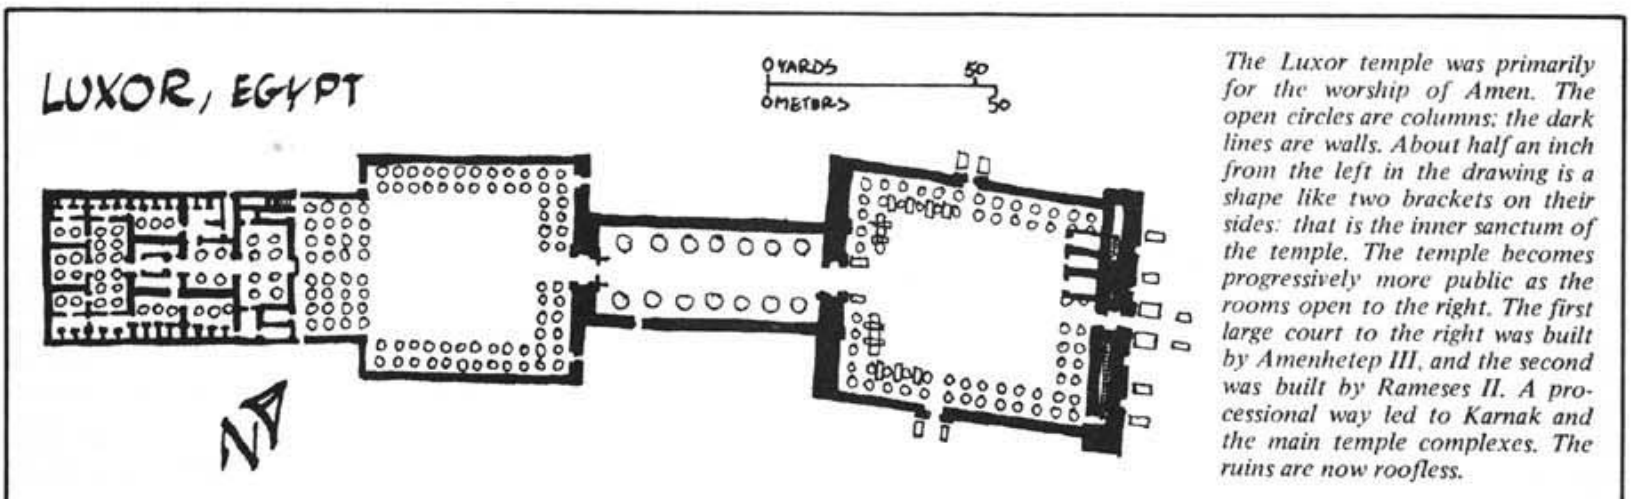 LUXOR, EGYPT
0 YARDS 50
0 METERS 50
N
The Luxor temple was primarily
for the worship of Amen. The
open circles are columns; the dark
lines are walls. About half an inch
from the left in the drawing is a
shape like two brackets on their
sides: that is the inner sanctum of
the temple. The temple becomes
progressively more public as the
rooms open to the right. The first
large court to the right was built
by Amenhetep III, and the second
was built by Rameses II. A pro-
cessional way led to Karnak and
the main temple complexes. The
ruins are now roofless.